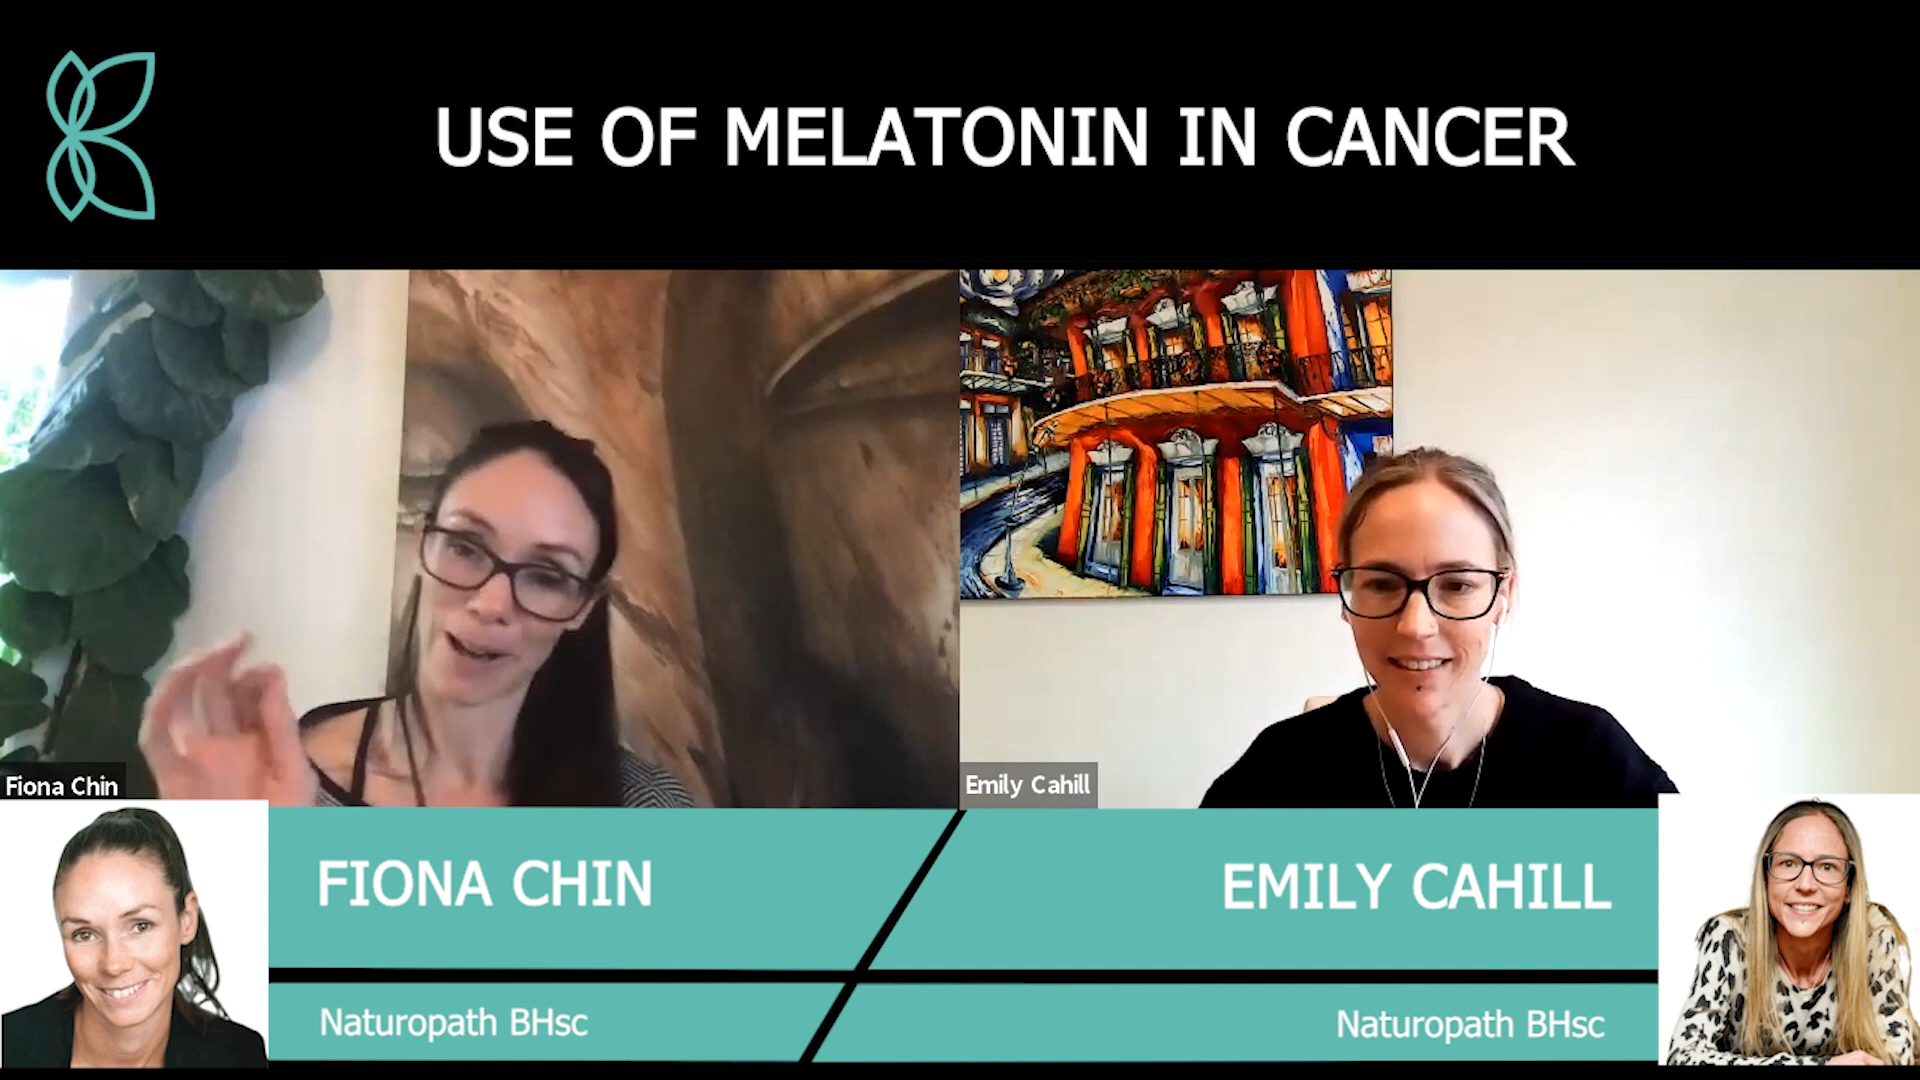 USE OF MELATONIN IN CANCER
Fiona Chin
Emily Cahill
FIONA CHIN
EMILY CAHILL
Naturopath BHsc
Naturopath BHsc